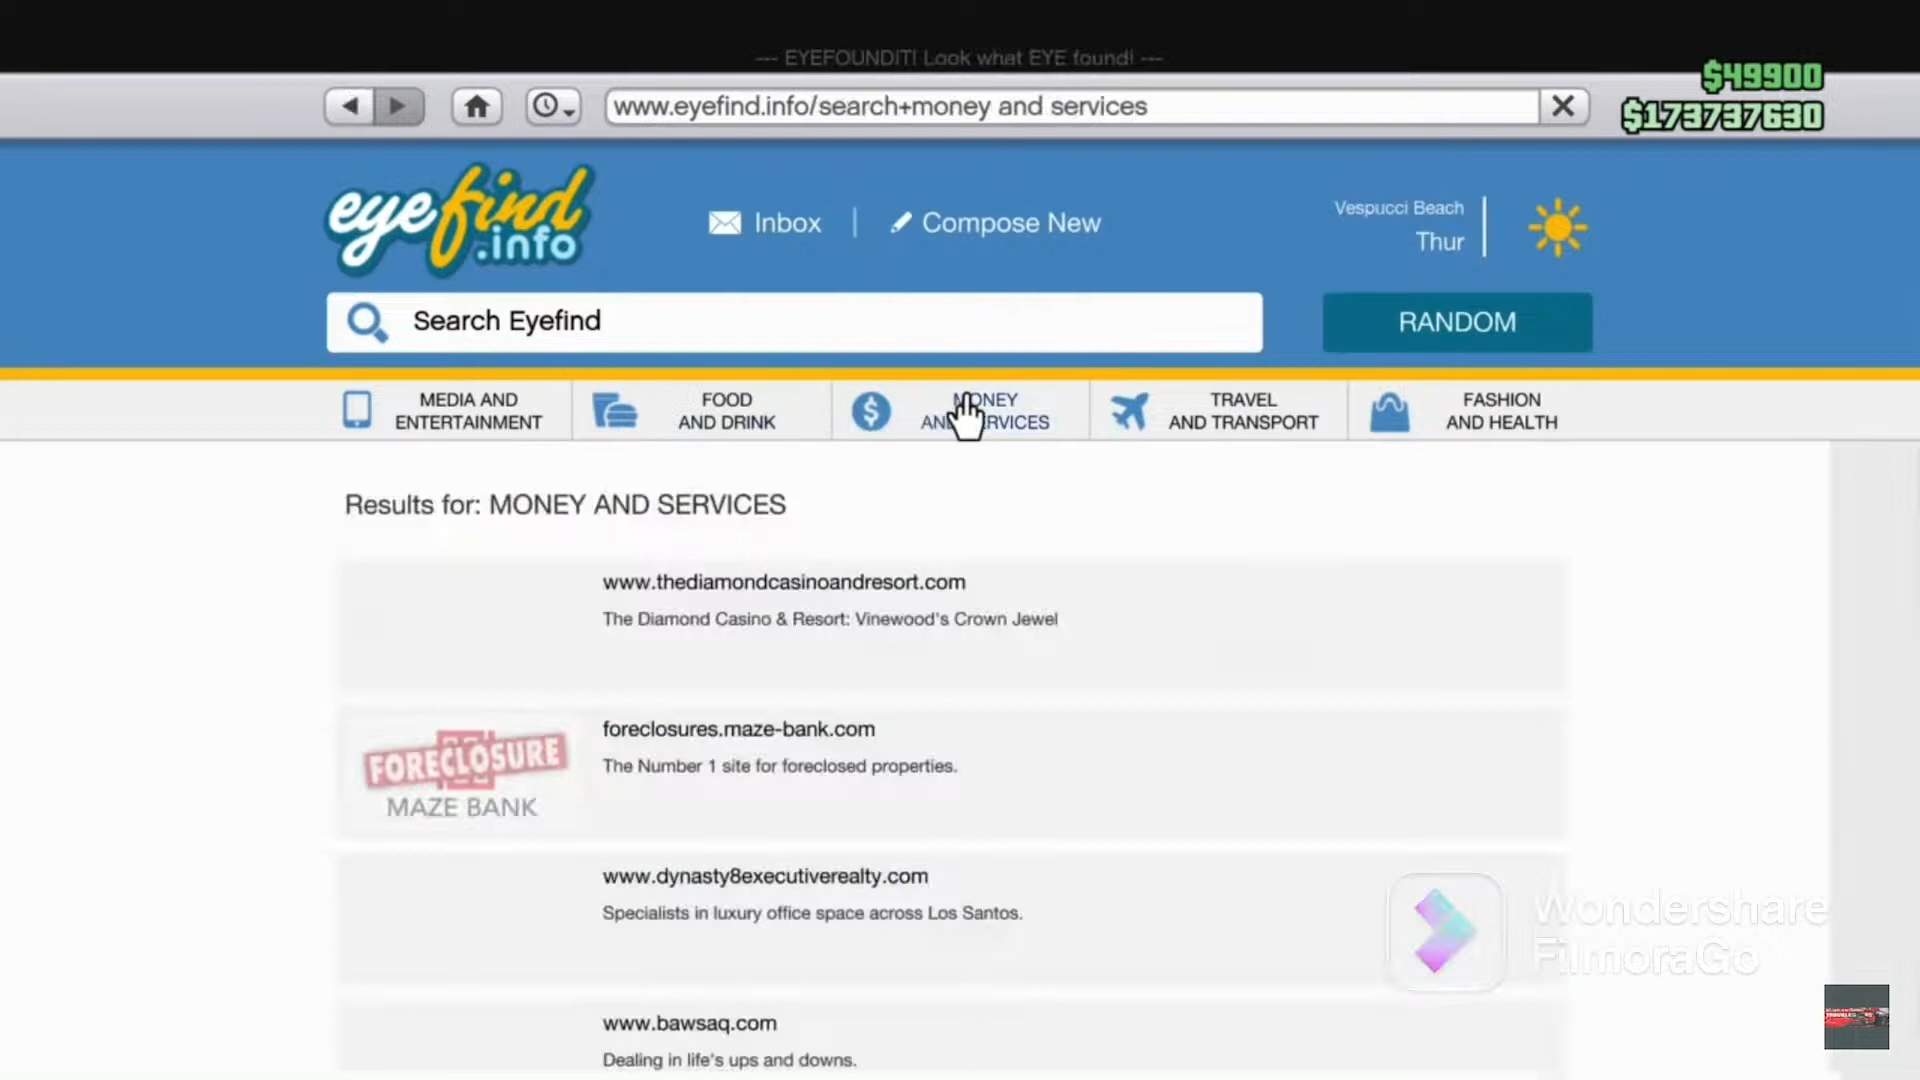 --- EYEFOUNDIT! Look what EYE found! ---
$49900
www.eyefind.info/search+money and services
$173737630
eyefind.info
Inbox
Compose New
Vespucci Beach
Thur
Search Eyefind
RANDOM
MEDIA AND
ENTERTAINMENT
FOOD
AND DRINK
MONEY
AND SERVICES
TRAVEL
AND TRANSPORT
FASHION
AND HEALTH
Results for: MONEY AND SERVICES
www.thediamondcasinoandresort.com
The Diamond Casino & Resort: Vinewood's Crown Jewel
FORECLOSURE
MAZE BANK
foreclosures.maze-bank.com
The Number 1 site for foreclosed properties.
www.dynasty8executiverealty.com
Specialists in luxury office space across Los Santos.
Wondershare
FilmoraGo
www.bawsaq.com
Dealing in life's ups and downs.